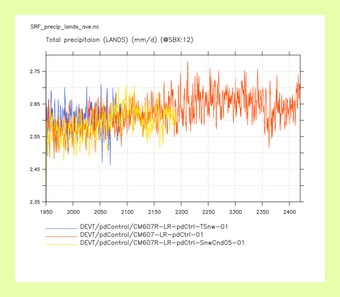 SRF_precip_lands_ave.nc
Total precipitaion (LANDS) (mm/d) (@SBX:12)
2.75
2.65
2.55
2.45
2.35
1950 2000 2050 2100 2150 2200 2250 2300 2350 2400
DEVT/pdControl/CM607R-LR-pdCtrl-TSnw-01
DEVT/pdControl/CM607-LR-pdCtrl-01
DEVT/pdControl/CM607R-LR-pdCtrl-SnwCnd05-01